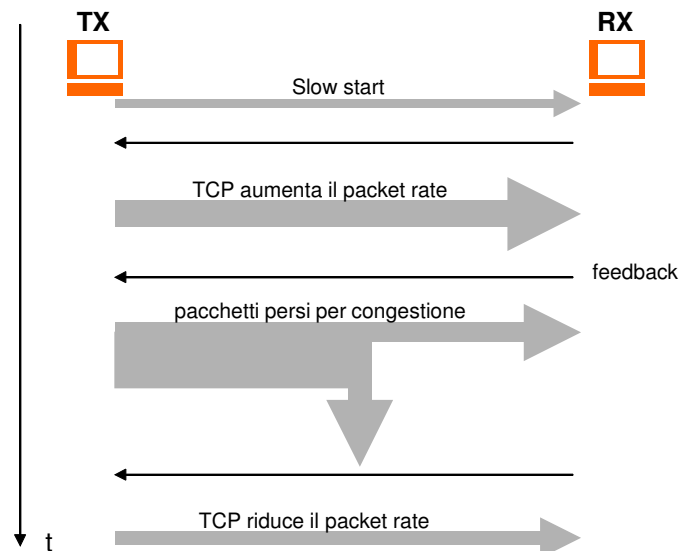 TX
RX
Slow start
TCP aumenta il packet rate
feedback
pacchetti persi per congestione
TCP riduce il packet rate
t